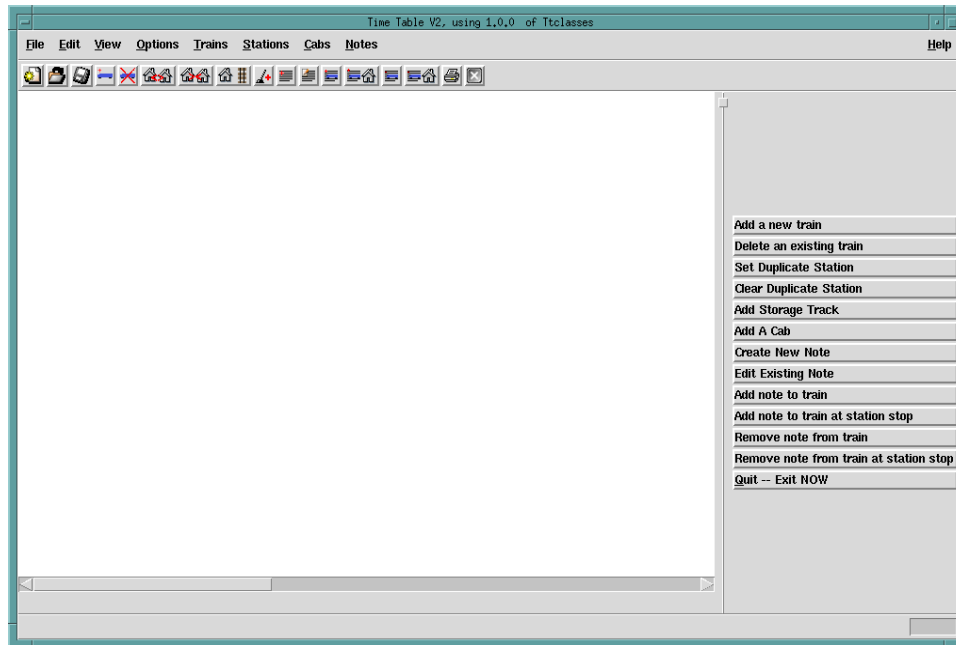 Time Table V2, using 1.0.0 of Ttclasses
File Edit View Options Trains Stations Cabs Notes Help
Add a new train
Delete an existing train
Set Duplicate Station
Clear Duplicate Station
Add Storage Track
Add A Cab
Create New Note
Edit Existing Note
Add note to train
Add note to train at station stop
Remove note from train
Remove note from train at station stop
Quit -- Exit NOW